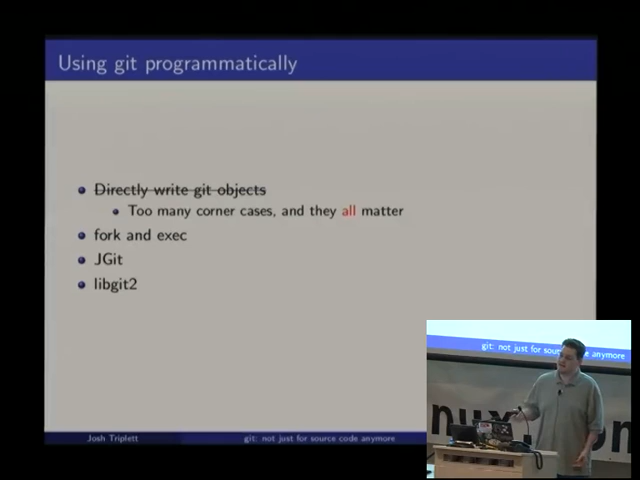 Using git programmatically
Directly write git objects
Too many corner cases, and they all matter
fork and exec
JGit
libgit2
git: not just for source code anymore
Josh Triplett
git: not just for source code anymore